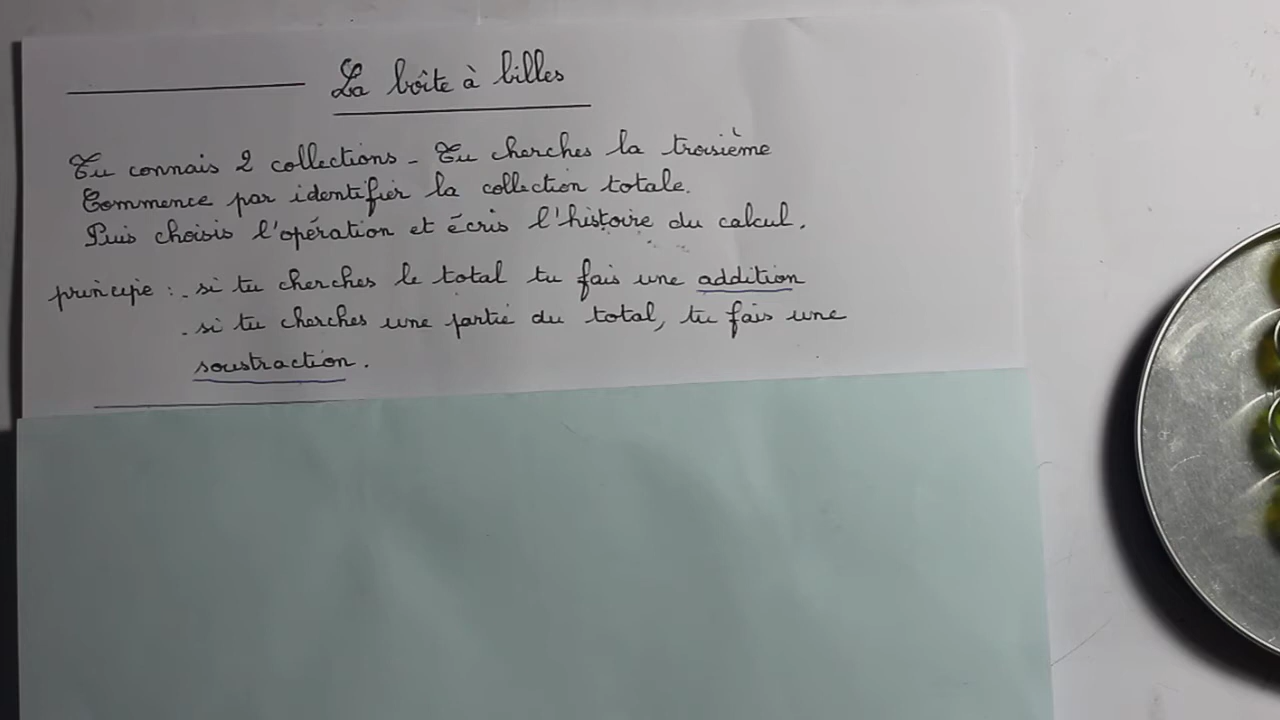 La boîte à billes
Tu connais 2 collections - Tu cherches la troisième
Commence par identifier la collection totale.
Puis choisis l'opération et écris l'histoire du calcul.
principe : . si tu cherches le total tu fais une addition
. si tu cherches une partie du total, tu fais une
soustraction.